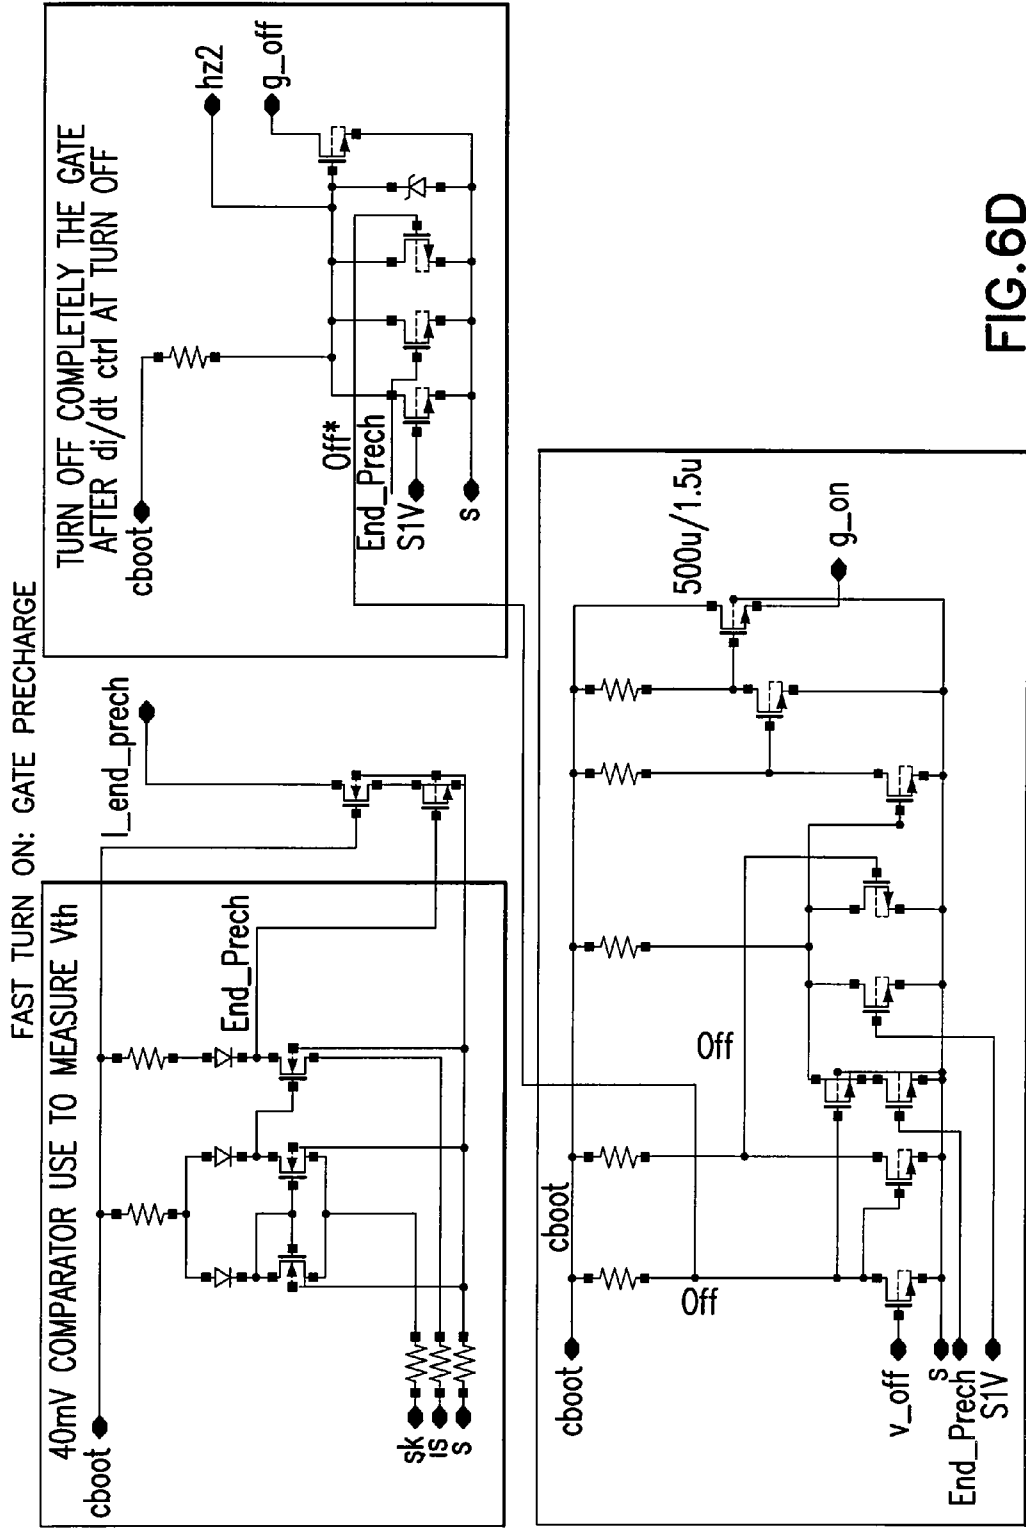 FAST TURN ON: GATE PRECHARGE
40mV COMPARATOR USE TO MEASURE Vth
cboot
End_Prech
I_end_prech
sk
is
s
TURN OFF COMPLETELY THE GATE
AFTER di/dt ctrl AT TURN OFF
cboot
hz2
g_off
Off*
End_Prech
S1V
s
cboot
cboot
Off
Off
500u/1.5u
g_on
v_off
s
End_Prech
S1V
FIG.6D